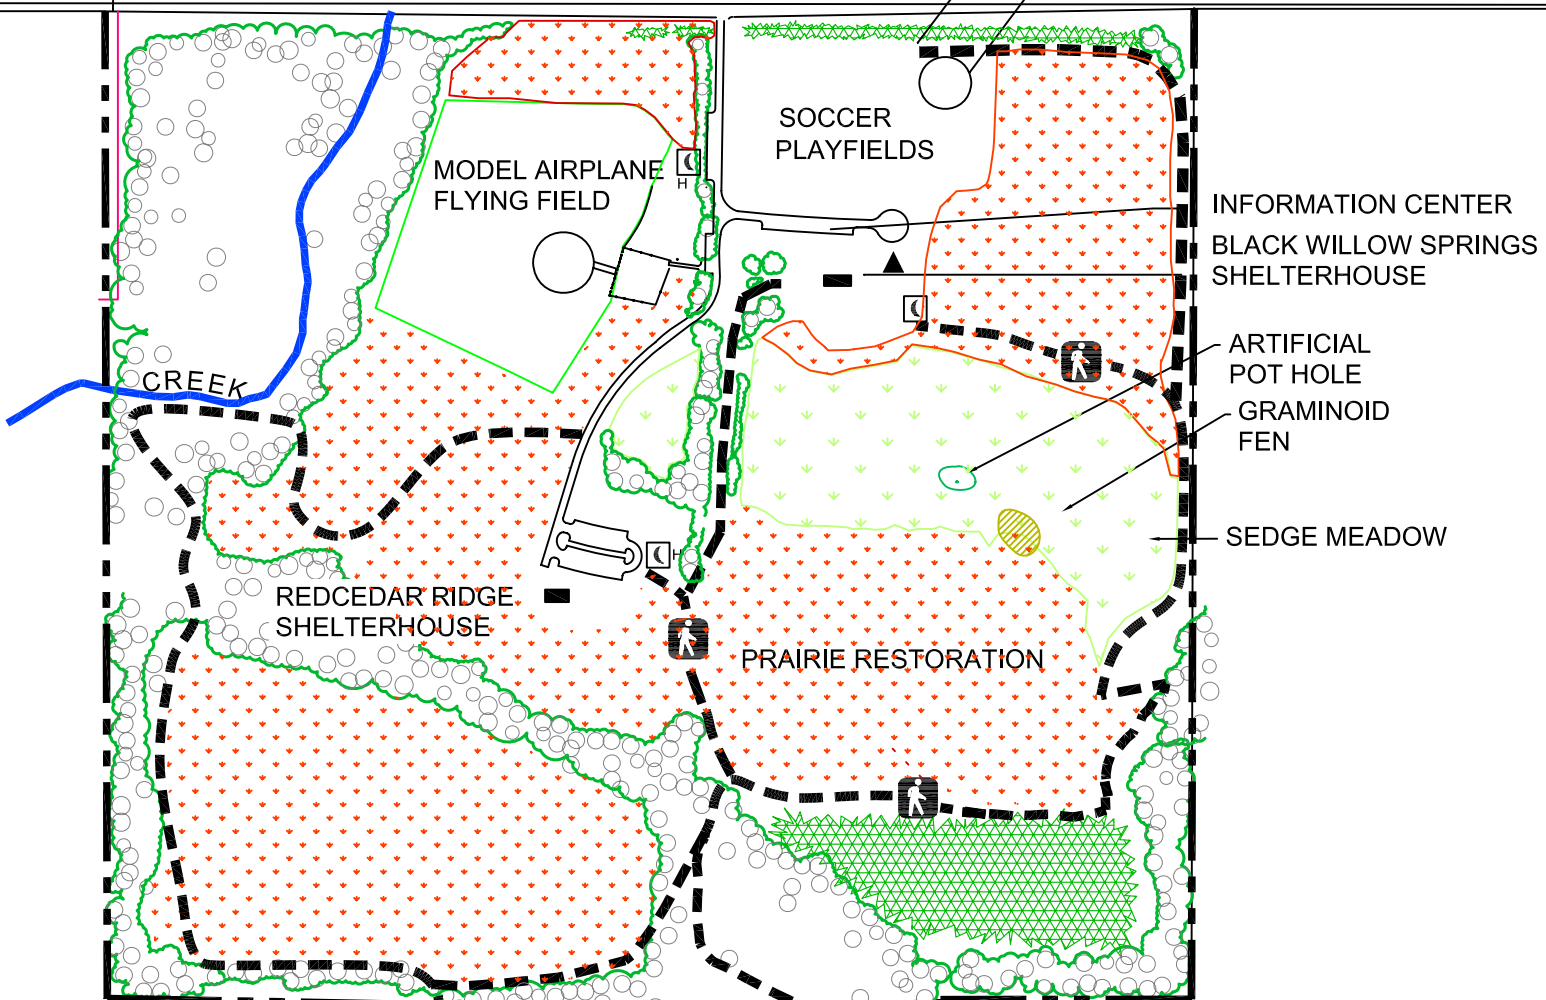 SOCCER
PLAYFIELDS
MODEL AIRPLANE
FLYING FIELD
H
INFORMATION CENTER
BLACK WILLOW SPRINGS
SHELTERHOUSE
ARTIFICIAL
POT HOLE
CREEK
GRAMINOID
FEN
SEDGE MEADOW
H
REDCEDAR RIDGE
SHELTERHOUSE
PRAIRIE RESTORATION